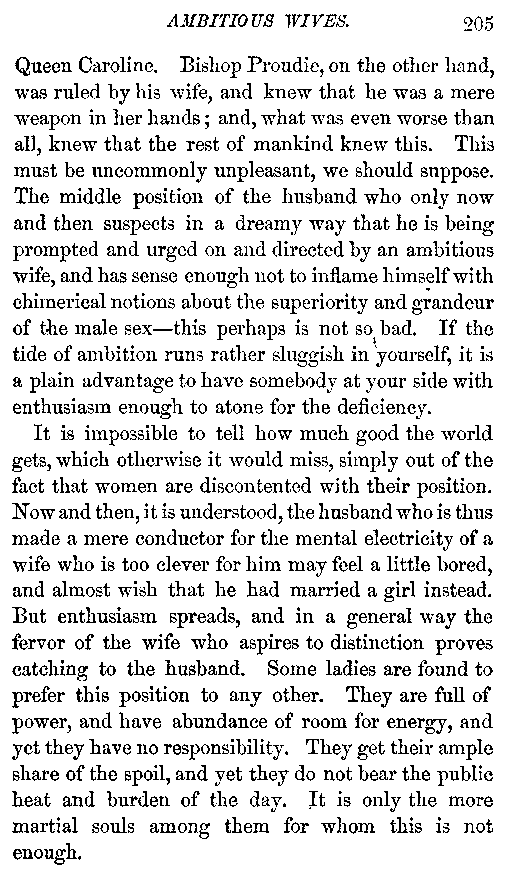 AMBITIOUS WIVES. 205
Queen Caroline. Bishop Proudie, on the other hand,
was ruled by his wife, and knew that he was a mere
weapon in her hands; and, what was even worse than
all, knew that the rest of mankind knew this. This
must be uncommonly unpleasant, we should suppose.
The middle position of the husband who only now
and then suspects in a dreamy way that he is being
prompted and urged on and directed by an ambitious
wife, and has sense enough not to inflame himself with
chimerical notions about the superiority and grandeur
of the male sex—this perhaps is not so bad. If the
tide of ambition runs rather sluggish in yourself, it is
a plain advantage to have somebody at your side with
enthusiasm enough to atone for the deficiency.
It is impossible to tell how much good the world
gets, which otherwise it would miss, simply out of the
fact that women are discontented with their position.
Now and then, it is understood, the husband who is thus
made a mere conductor for the mental electricity of a
wife who is too clever for him may feel a little bored,
and almost wish that he had married a girl instead.
But enthusiasm spreads, and in a general way the
fervor of the wife who aspires to distinction proves
catching to the husband. Some ladies are found to
prefer this position to any other. They are full of
power, and have abundance of room for energy, and
yet they have no responsibility. They get their ample
share of the spoil, and yet they do not bear the public
heat and burden of the day. It is only the more
martial souls among them for whom this is not
enough.